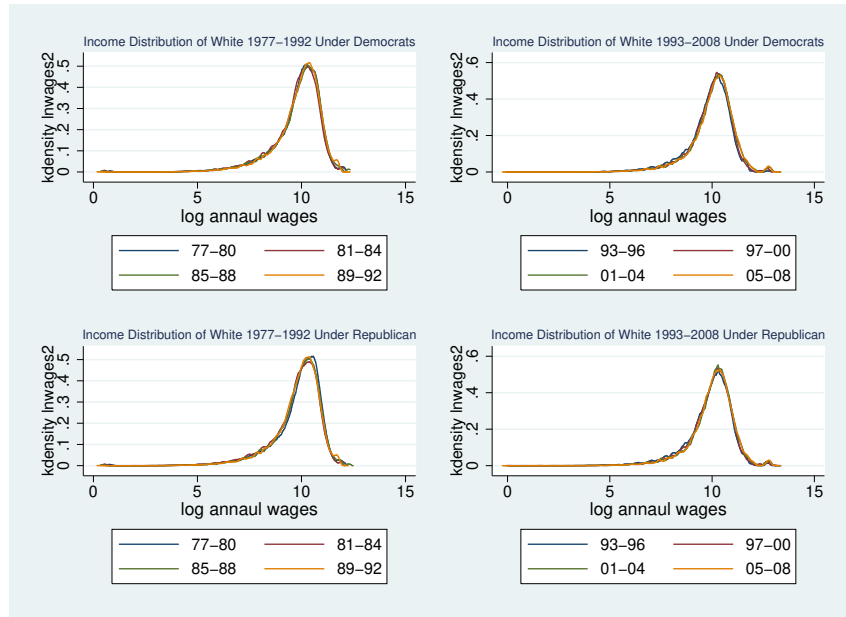 Income Distribution of White 1977−1992 Under Democrats
kdensity lnwages2
0 .1 .2 .3 .4 .5
0 5 10 15
log annaul wages
77−80 81−84
85−88 89−92
Income Distribution of White 1993−2008 Under Democrats
kdensity lnwages2
0 .2 .4 .6
0 5 10 15
log annaul wages
93−96 97−00
01−04 05−08
Income Distribution of White 1977−1992 Under Republican
kdensity lnwages2
0 .1 .2 .3 .4 .5
0 5 10 15
log annaul wages
77−80 81−84
85−88 89−92
Income Distribution of White 1993−2008 Under Republican
kdensity lnwages2
0 .2 .4 .6
0 5 10 15
log annaul wages
93−96 97−00
01−04 05−08